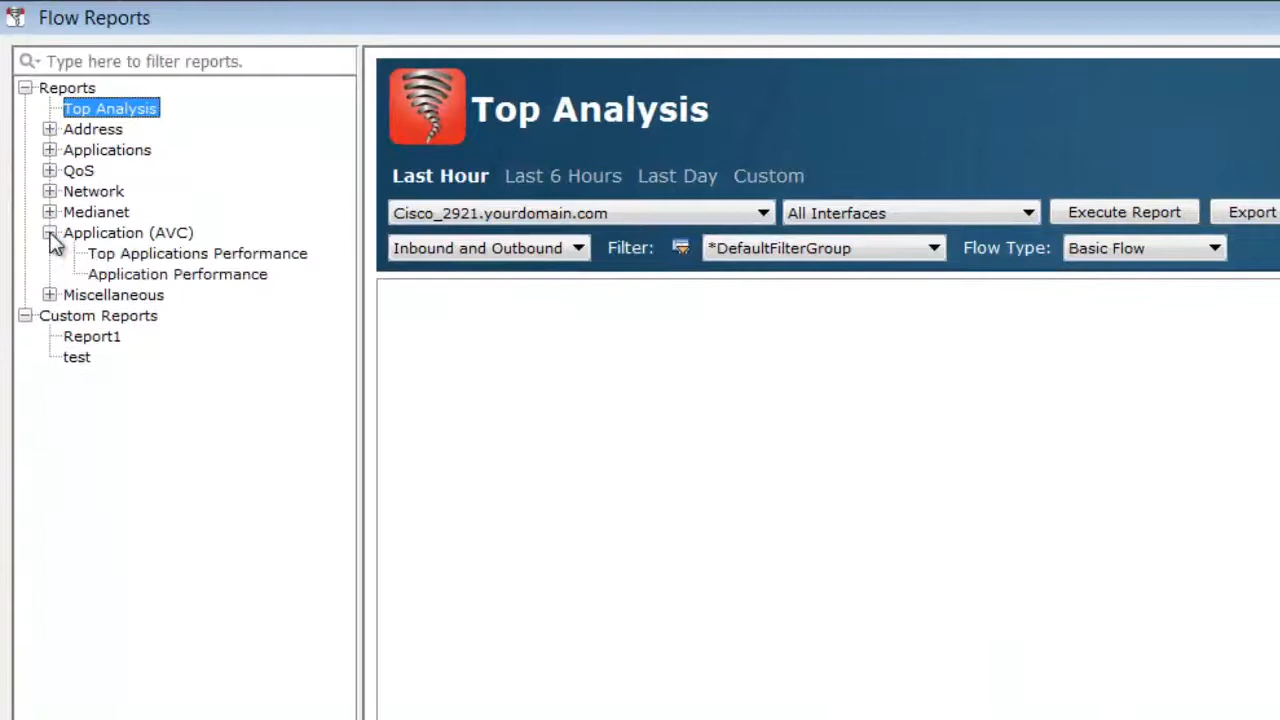 Flow Reports
Type here to filter reports.
Reports
Top Analysis
Address
Applications
QoS
Network
Medianet
Application (AVC)
Top Applications Performance
Application Performance
Miscellaneous
Custom Reports
Report1
test
Top Analysis
Last Hour Last 6 Hours Last Day Custom
Cisco_2921.yourdomain.com All Interfaces Execute Report Export
Inbound and Outbound Filter: *DefaultFilterGroup Flow Type: Basic Flow